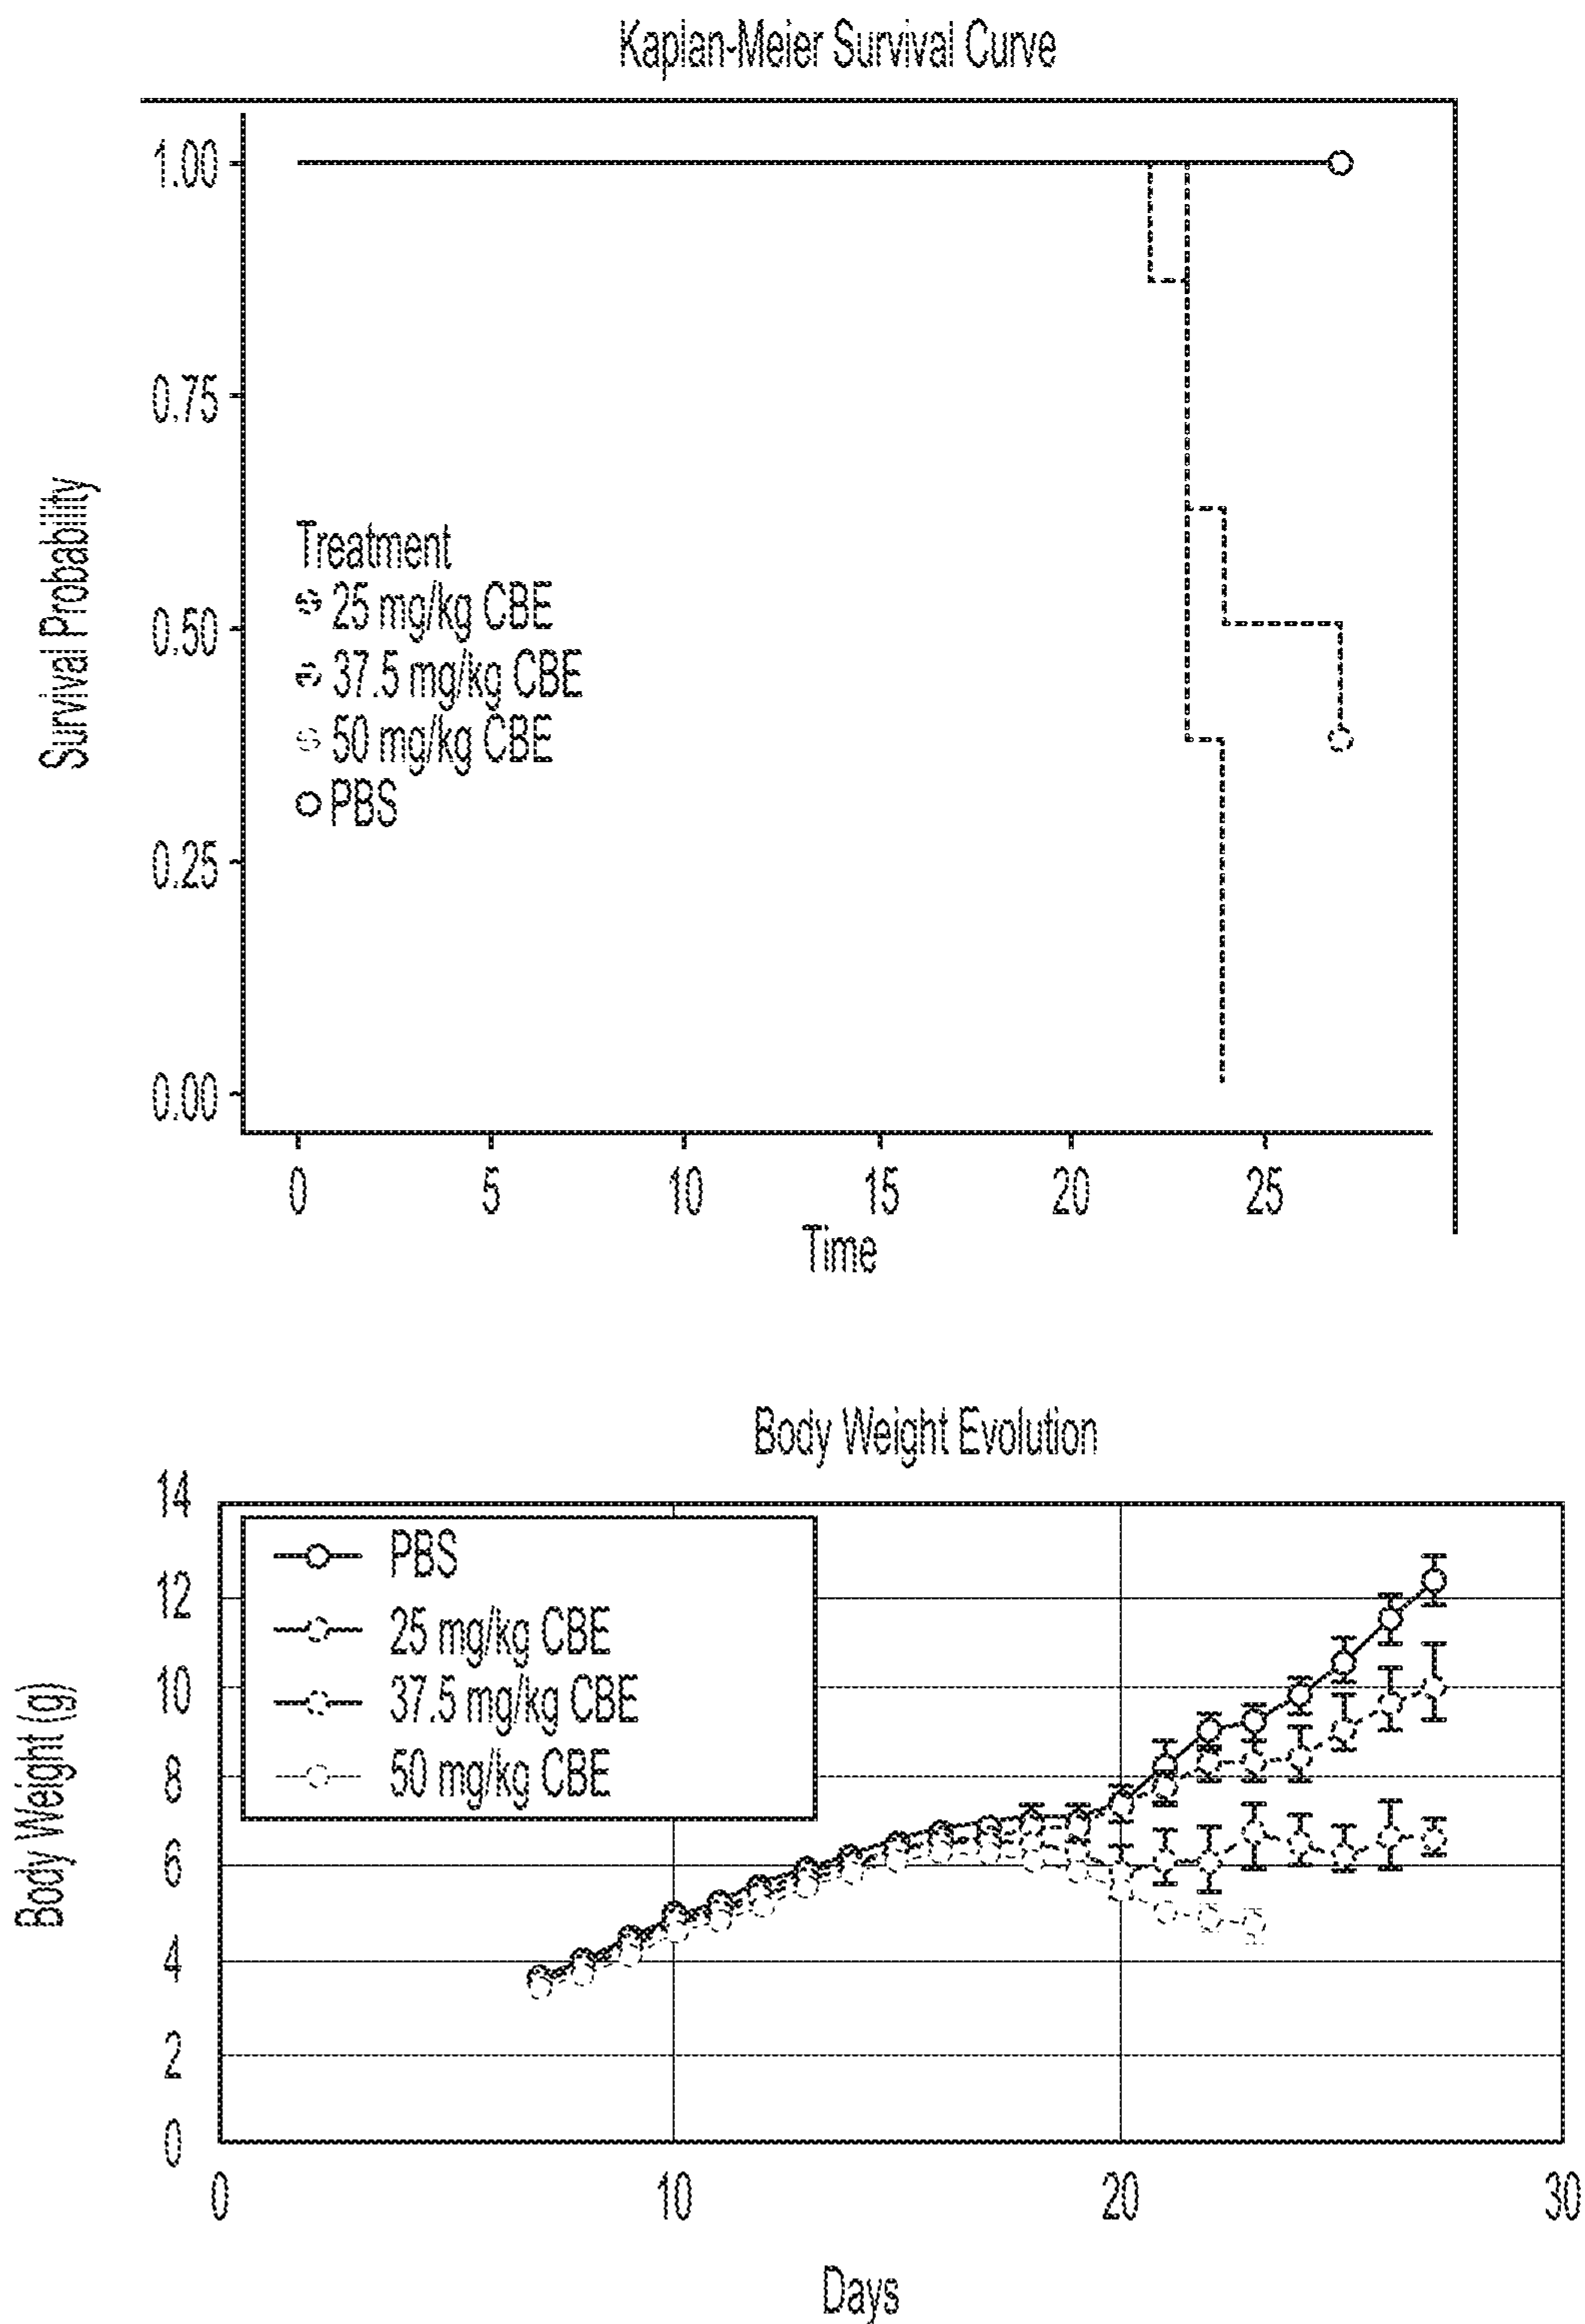 Kaplan-Meier Survival Curve
1.00
0.75
0.50
0.25
0.00
Survival Probability
Treatment
25 mg/kg CBE
37.5 mg/kg CBE
50 mg/kg CBE
PBS
0 5 10 15 20 25
Time
Body Weight Evolution
14
12
10
8
6
4
2
0
Body Weight (g)
PBS
25 mg/kg CBE
37.5 mg/kg CBE
50 mg/kg CBE
0 10 20 30
Days